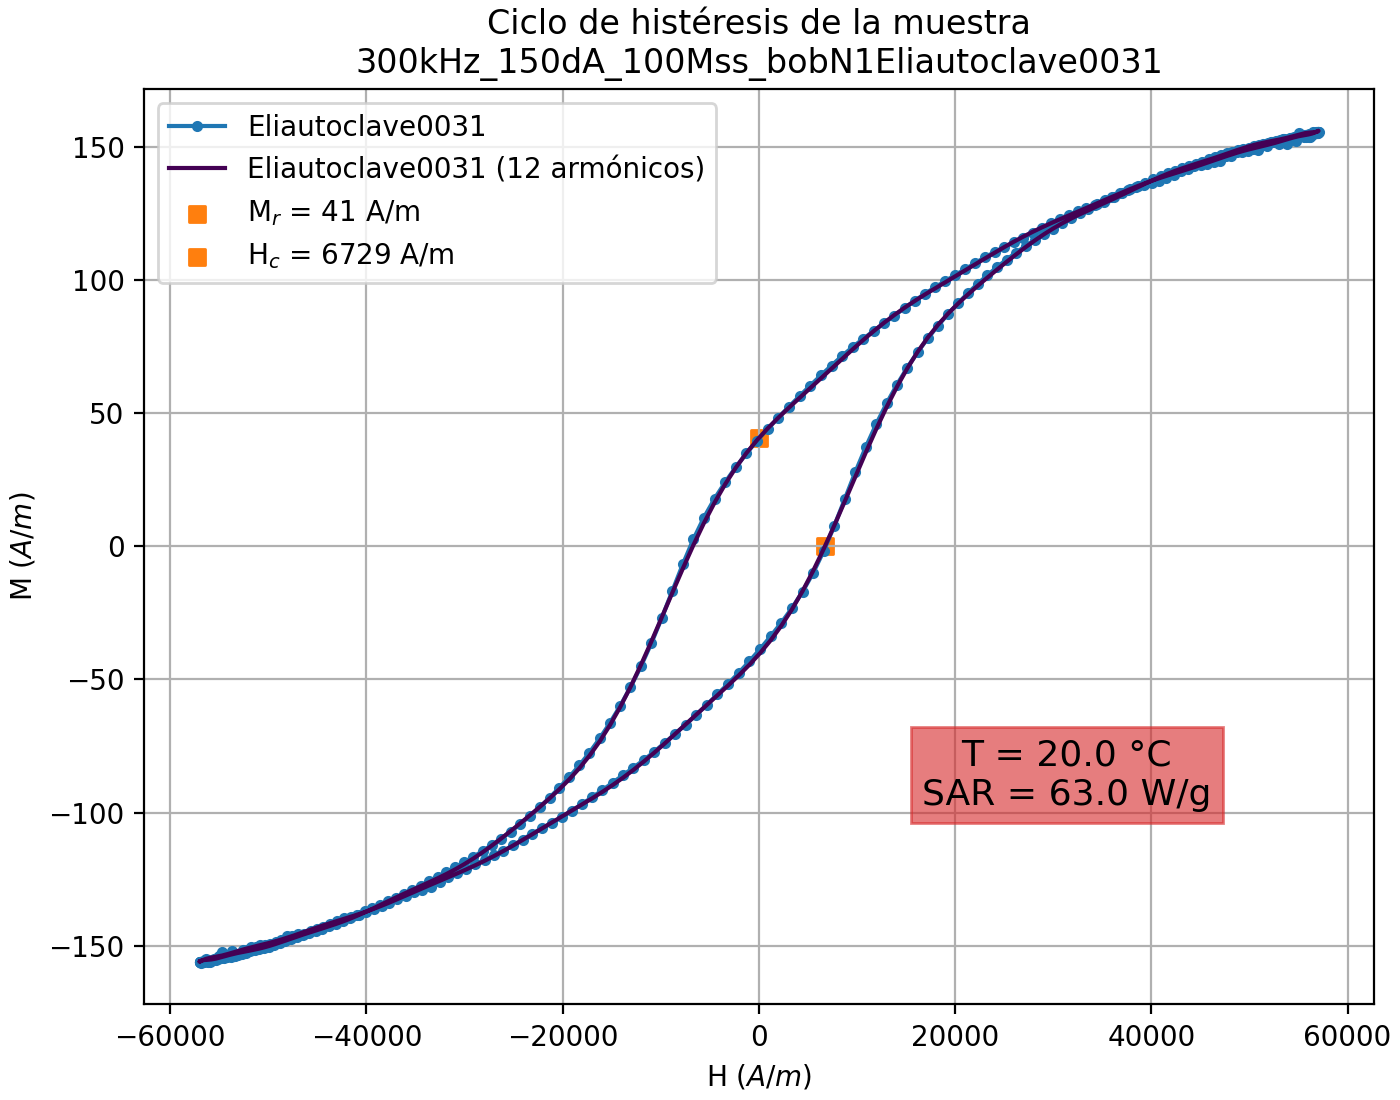 Ciclo de histéresis de la muestra
300kHz_150dA_100Mss_bobN1Eliautoclave0031
Eliautoclave0031
Eliautoclave0031 (12 armónicos)
Mr = 41 A/m
Hc = 6729 A/m
150
100
50
0
−50
−100
−150
M (A/m)
T = 20.0 °C
SAR = 63.0 W/g
−60000 −40000 −20000 0 20000 40000 60000
H (A/m)